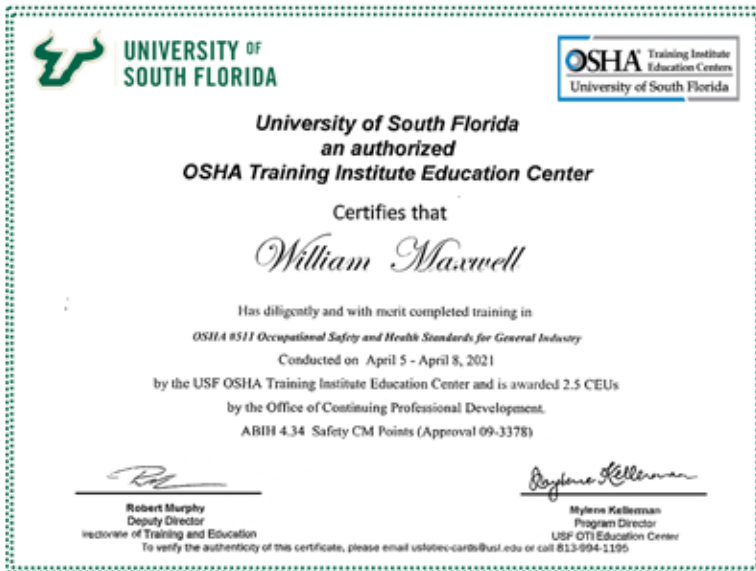 UNIVERSITY OF
SOUTH FLORIDA
OSHA® Training Institute
Education Centers
University of South Florida
University of South Florida
an authorized
OSHA Training Institute Education Center
Certifies that
William Maxwell
Has diligently and with merit completed training in
OSHA #511 Occupational Safety and Health Standards for General Industry
Conducted on April 5 - April 8, 2021
by the USF OSHA Training Institute Education Center and is awarded 2.5 CEUs
by the Office of Continuing Professional Development.
ABIH 4.34 Safety CM Points (Approval 09-3378)
Robert Murphy
Deputy Director
of Training and Education
Mylene Kellerman
Program Director
USF OTI Education Center
To verify the authenticity of this certificate, please email usfotiec-cards@usf.edu or call 813-994-1195